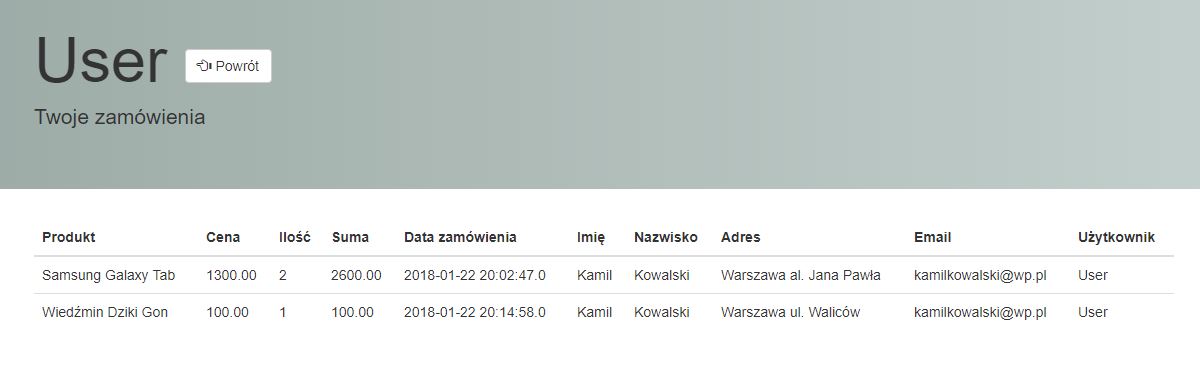 User Powrót
Twoje zamówienia
Produkt Cena Ilość Suma Data zamówienia Imię Nazwisko Adres Email Użytkownik
Samsung Galaxy Tab 1300.00 2 2600.00 2018-01-22 20:02:47.0 Kamil Kowalski Warszawa al. Jana Pawła kamilkowalski@wp.pl User
Wiedźmin Dziki Gon 100.00 1 100.00 2018-01-22 20:14:58.0 Kamil Kowalski Warszawa ul. Waliców kamilkowalski@wp.pl User